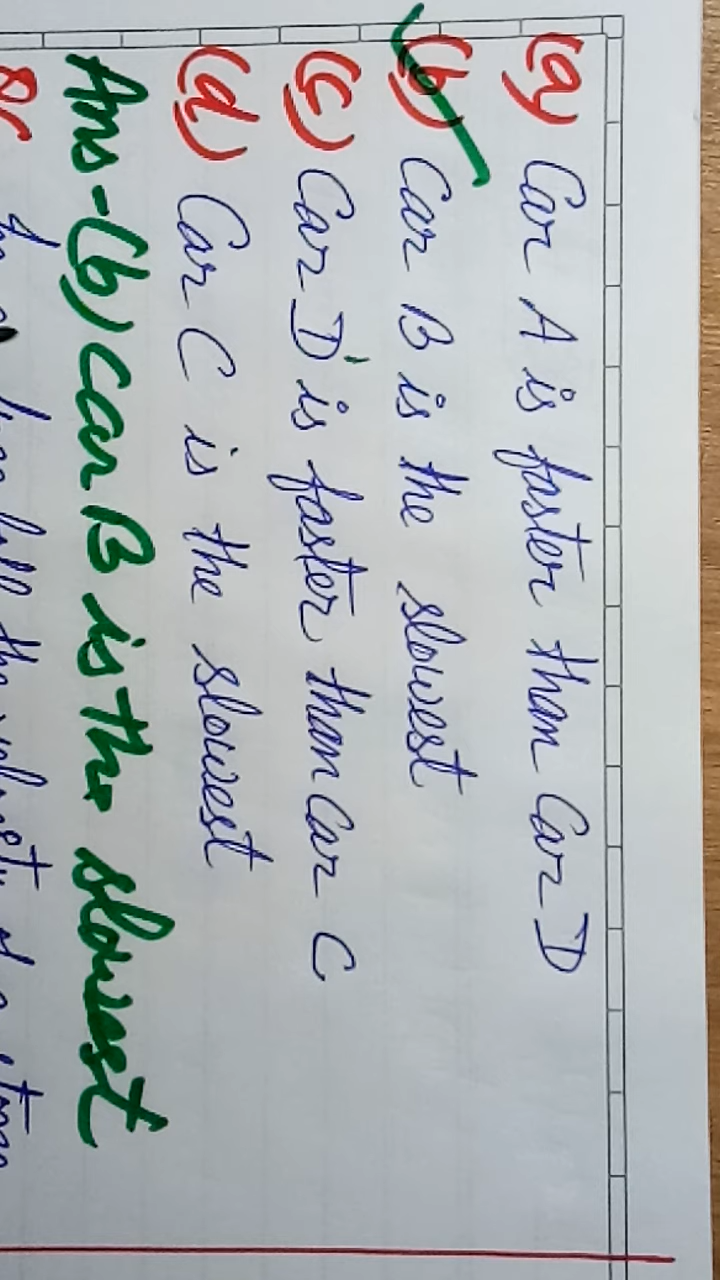 (a) Car A is faster than Car D
(b) Car B is the slowest
(c) Car D is faster than Car C
(d) Car C is the slowest
Ans-(b) Car B is the slowest